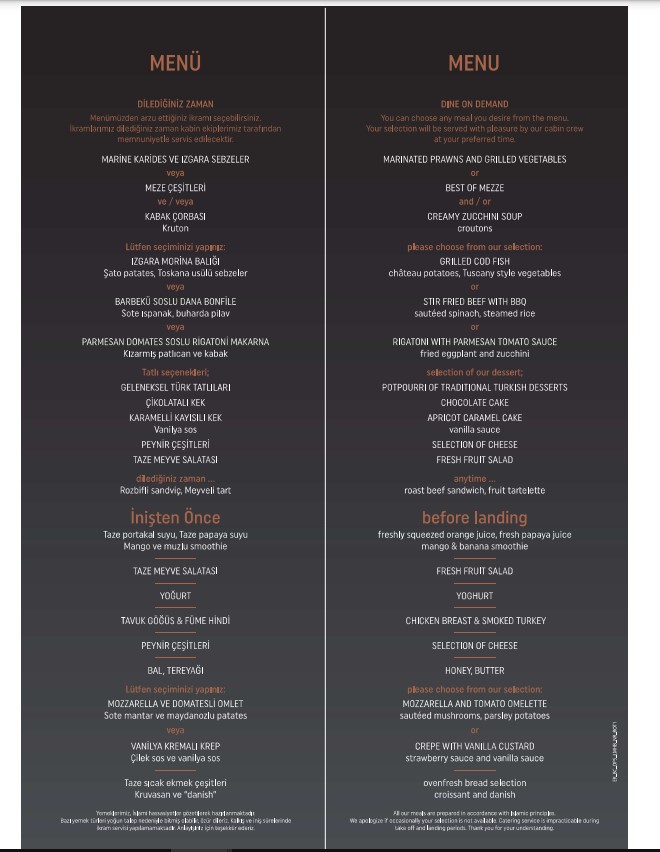 MENÜ
DİLEDİĞİNİZ ZAMAN
Menümüzden arzu ettiğiniz ikramı seçebilirsiniz.
İkramlarımız dilediğiniz zaman kabin ekiplerimiz tarafından
memnuniyetle servis edilecektir.
MARİNE KARİDES VE IZGARA SEBZELER
veya
MEZE ÇEŞİTLERİ
ve / veya
KABAK ÇORBASI
Kruton
Lütfen seçiminizi yapınız:
IZGARA MORİNA BALIĞI
Şato patates, Toskana usülü sebzeler
veya
BARBEKÜ SOSLU DANA BONFİLE
Sote ıspanak, buharda pilav
veya
PARMESAN DOMATES SOSLU RİGATONİ MAKARNA
Kızarmış patlıcan ve kabak
Tatlı seçenekleri;
GELENEKSEL TÜRK TATLILARI
ÇİKOLATALI KEK
KARAMELLİ KAYISILI KEK
Vanilya sos
PEYNİR ÇEŞİTLERİ
TAZE MEYVE SALATASI
dilediğiniz zaman ...
Rozbifli sandviç, Meyveli tart
İnişten Önce
Taze portakal suyu, Taze papaya suyu
Mango ve muzlu smoothie
TAZE MEYVE SALATASI
YOĞURT
TAVUK GÖĞÜS & FÜME HİNDİ
PEYNİR ÇEŞİTLERİ
BAL, TEREYAĞI
Lütfen seçiminizi yapınız:
MOZZARELLA VE DOMATESLİ OMLET
Sote mantar ve maydanozlu patates
veya
VANİLYA KREMALI KREP
Çilek sos ve vanilya sos
Taze sıcak ekmek çeşitleri
Kruvasan ve "danish"
Yemeklerimiz, İslami hassasiyetler gözetilerek hazırlanmaktadır.
Bazı yemek türleri yoğun talep nedeniyle bitmiş olabilir, özür dileriz. Kalkış ve iniş sürelerinde
ikram servisi yapılamamaktadır. Anlayışınız için teşekkür ederiz.
MENU
DINE ON DEMAND
You can choose any meal you desire from the menu.
Your selection will be served with pleasure by our cabin crew
at your preferred time.
MARINATED PRAWNS AND GRILLED VEGETABLES
or
BEST OF MEZZE
and / or
CREAMY ZUCCHINI SOUP
croutons
please choose from our selection:
GRILLED COD FISH
château potatoes, Tuscany style vegetables
or
STIR FRIED BEEF WITH BBQ
sautéed spinach, steamed rice
or
RIGATONI WITH PARMESAN TOMATO SAUCE
fried eggplant and zucchini
selection of our dessert;
POTPOURRI OF TRADITIONAL TURKISH DESSERTS
CHOCOLATE CAKE
APRICOT CARAMEL CAKE
vanilla sauce
SELECTION OF CHEESE
FRESH FRUIT SALAD
anytime ...
roast beef sandwich, fruit tartelette
before landing
freshly squeezed orange juice, fresh papaya juice
mango & banana smoothie
FRESH FRUIT SALAD
YOGHURT
CHICKEN BREAST & SMOKED TURKEY
SELECTION OF CHEESE
HONEY, BUTTER
please choose from our selection:
MOZZARELLA AND TOMATO OMELETTE
sautéed mushrooms, parsley potatoes
or
CREPE WITH VANILLA CUSTARD
strawberry sauce and vanilla sauce
ovenfresh bread selection
croissant and danish
All our meals are prepared in accordance with Islamic principles.
We apologize if occasionally your selection is not available. Catering service is impracticable during
take off and landing periods. Thank you for your understanding.